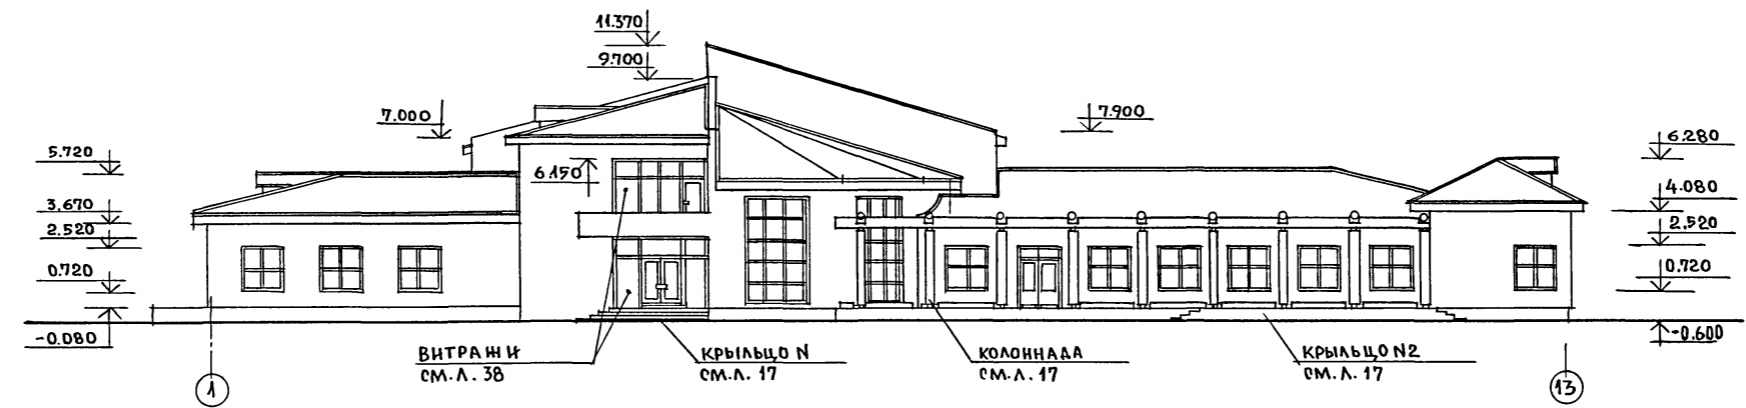 11.370
9.700
7.000
7.900
5.720
6.280
6.150
3.670
4.080
2.520
2.520
0.720
0.720
-0.080
-0.600
ВИТРАЖИ
СМ.Л. 38
КРЫЛЬЦО N
СМ.Л. 17
КОЛОННАДА
СМ.Л. 17
КРЫЛЬЦО N2
СМ.Л. 17
1
13